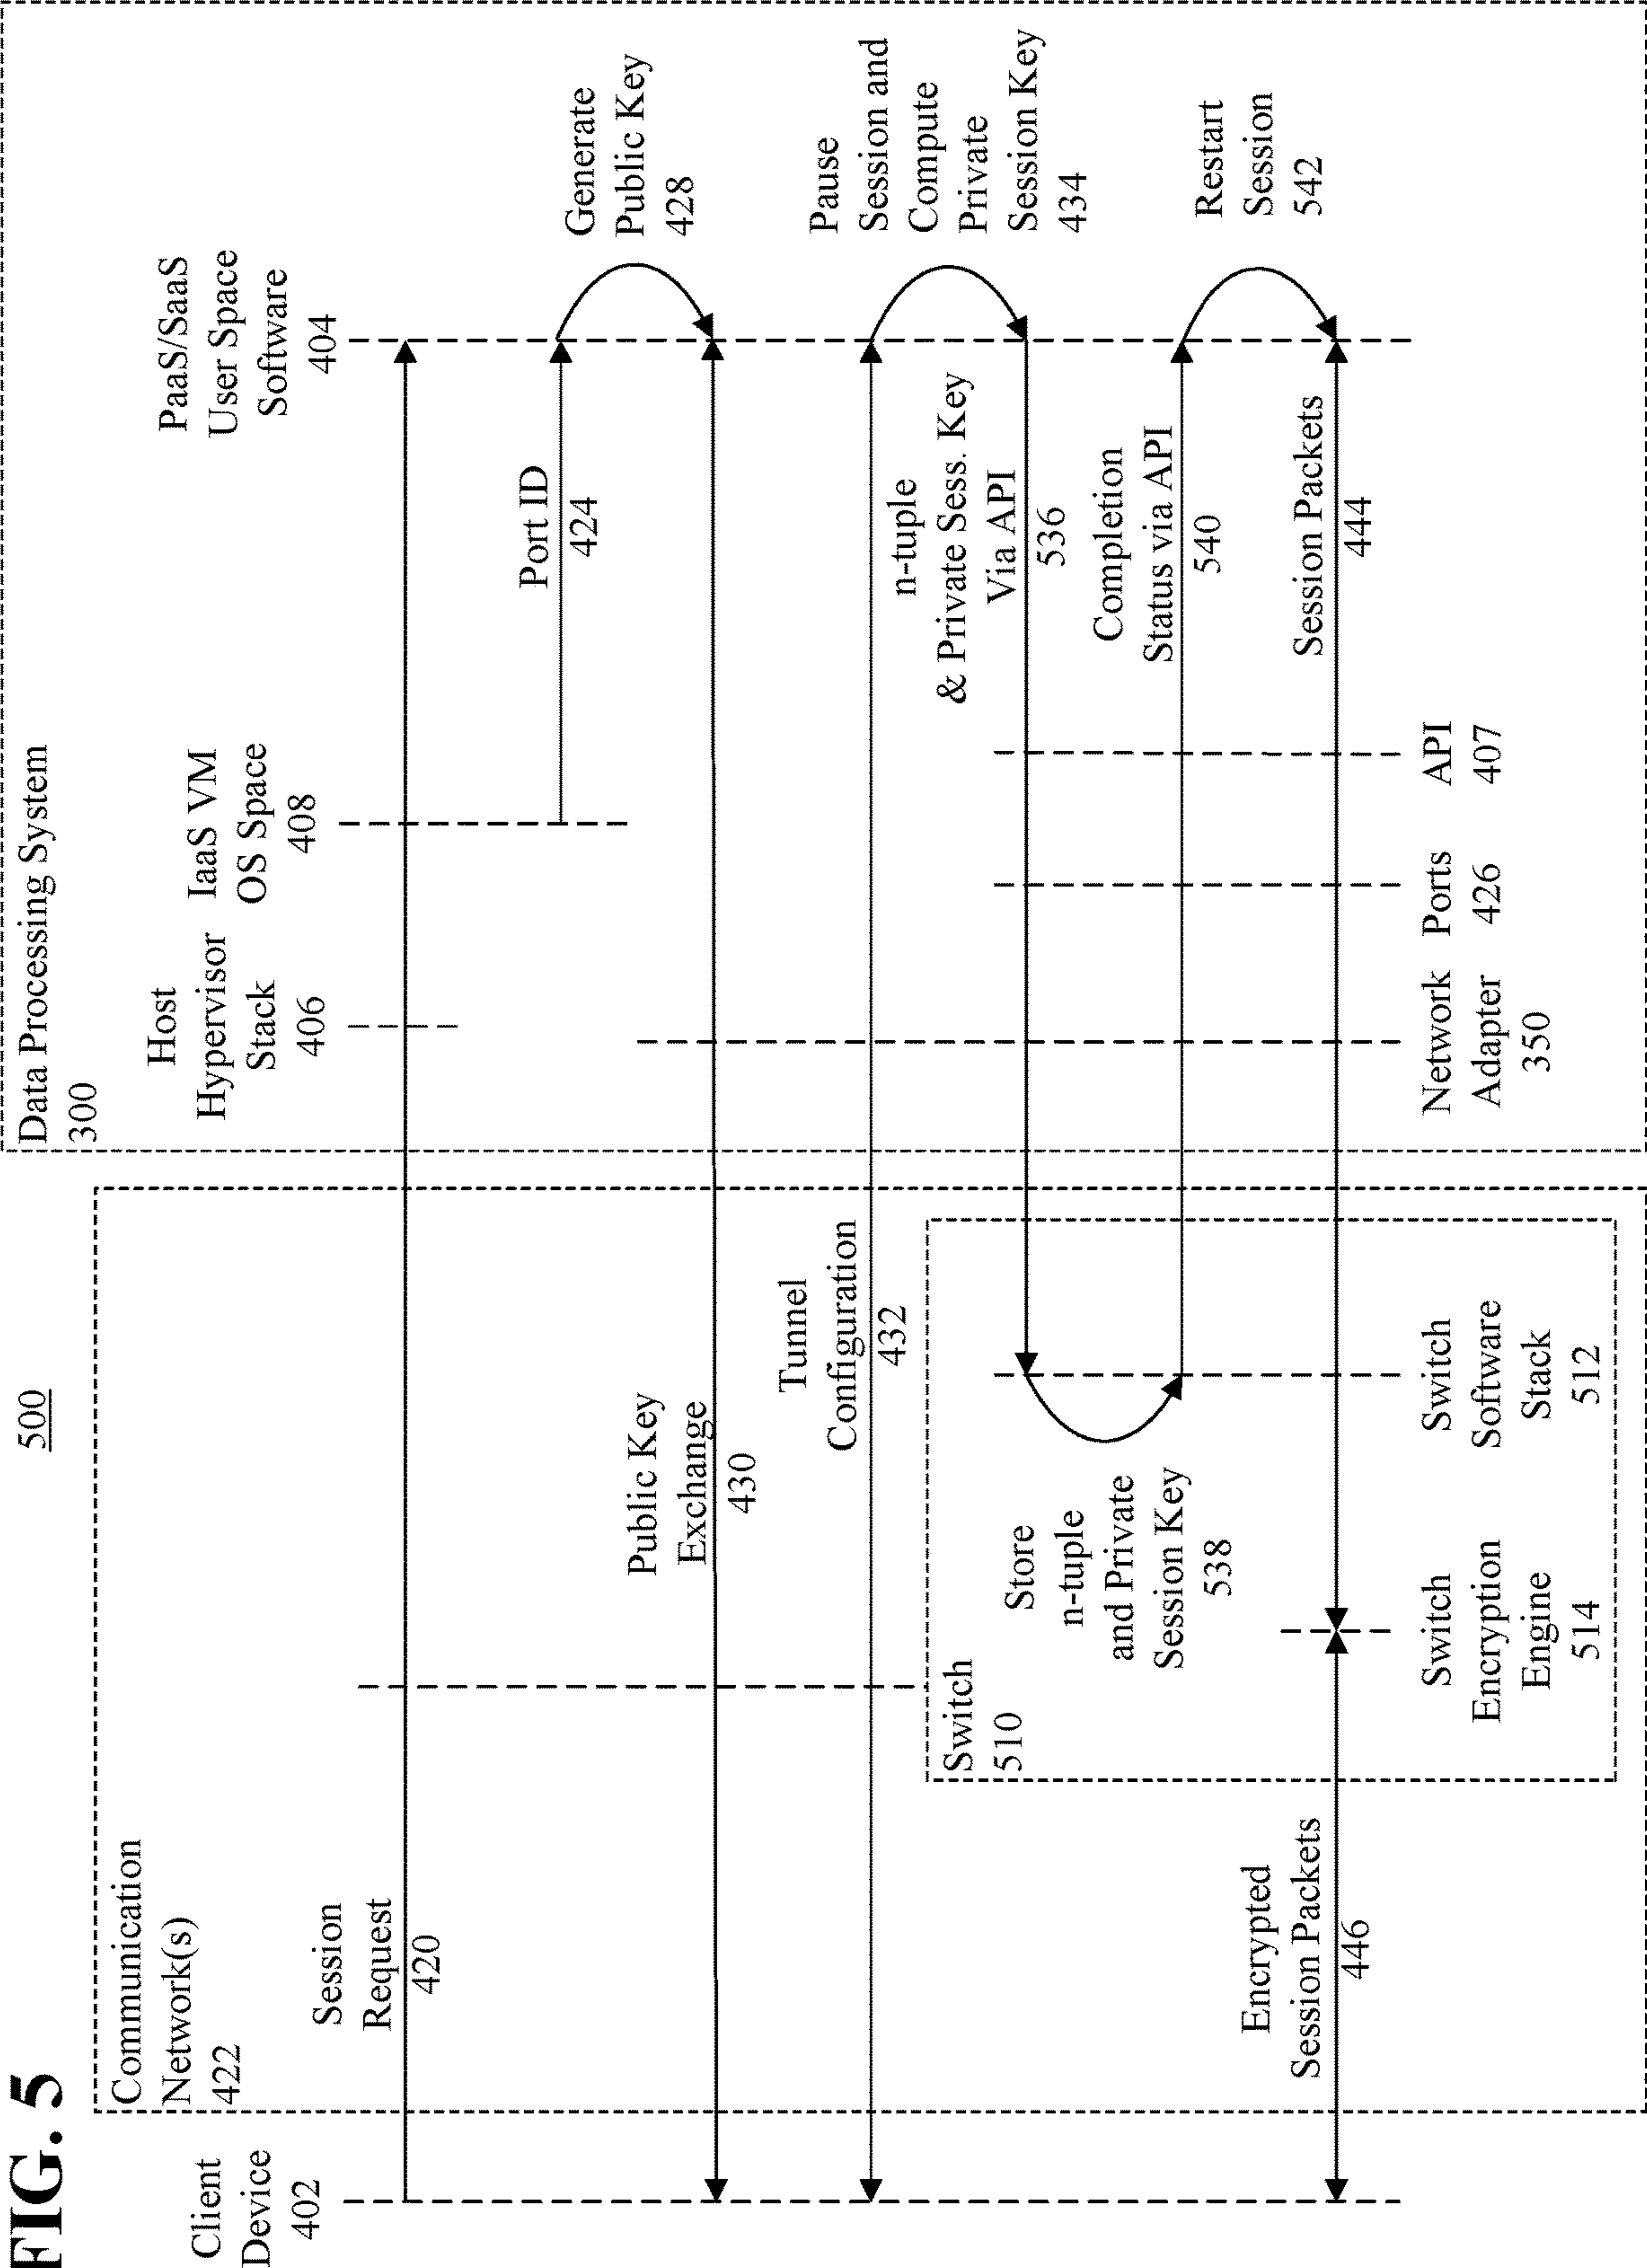 FIG. 5
500
Client
Device
402
Communication
Network(s)
422
Data Processing System
300
Host
Hypervisor
Stack
406
IaaS VM
OS Space
408
PaaS/SaaS
User Space
Software
404
Session
Request
420
Port ID
424
Generate
Public Key
428
Public Key
Exchange
430
Tunnel
Configuration
432
Pause
Session and
Compute
Private
Session Key
434
n-tuple
& Private Sess. Key
Via API
536
Switch
510
Store
n-tuple
and Private
Session Key
538
Completion
Status via API
540
Restart
Session
542
Encrypted
Session Packets
446
Session Packets
444
Switch
Encryption
Engine
514
Switch
Software
Stack
512
Network
Adapter
350
Ports
426
API
407